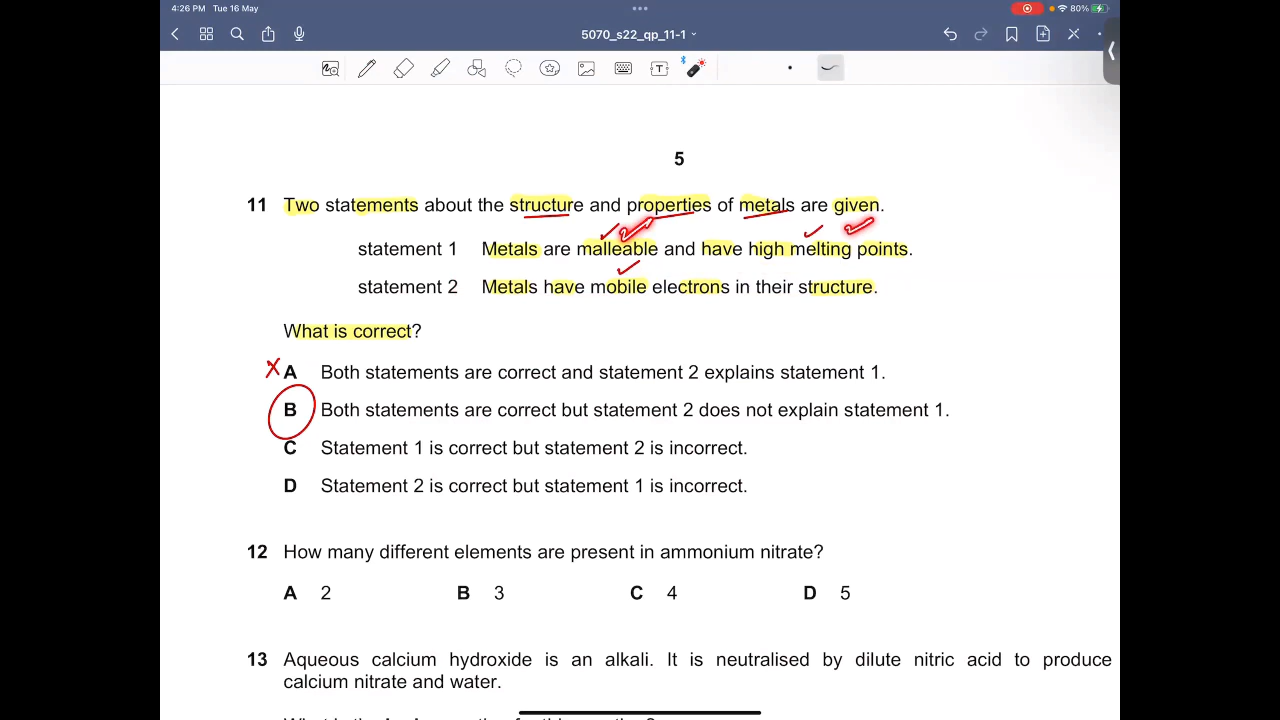 4:26 PM Tue 16 May
80%
5070_s22_qp_11-1
T
5
11 Two statements about the structure and properties of metals are given.
statement 1 Metals are malleable and have high melting points.
statement 2 Metals have mobile electrons in their structure.
What is correct?
A Both statements are correct and statement 2 explains statement 1.
B Both statements are correct but statement 2 does not explain statement 1.
C Statement 1 is correct but statement 2 is incorrect.
D Statement 2 is correct but statement 1 is incorrect.
12 How many different elements are present in ammonium nitrate?
A 2 B 3 C 4 D 5
13 Aqueous calcium hydroxide is an alkali. It is neutralised by dilute nitric acid to produce
calcium nitrate and water.